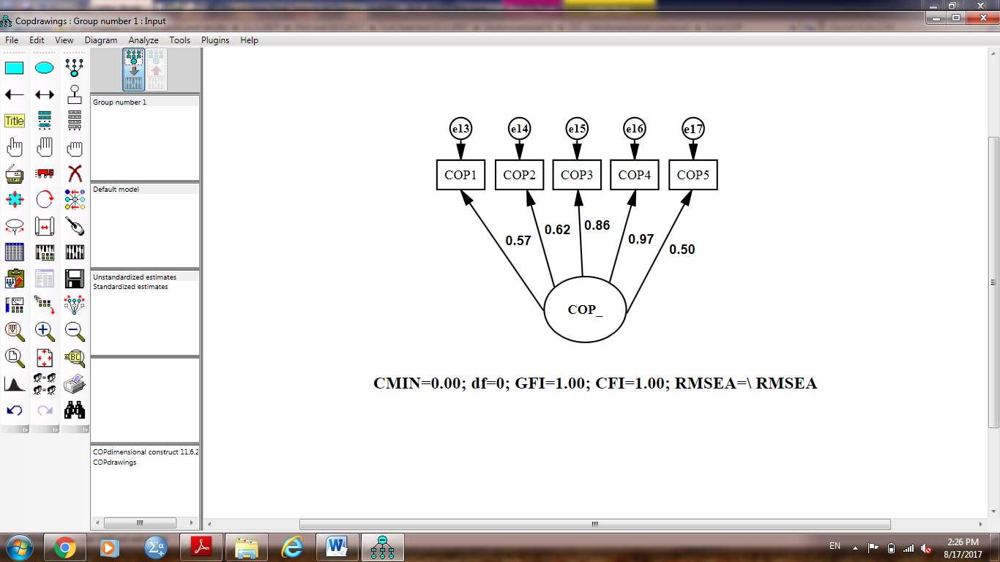 Copdrawings : Group number 1 : Input
File Edit View Diagram Analyze Tools Plugins Help
Title
Group number 1
Default model
Unstandardized estimates
Standardized estimates
COPdimensional construct 11.6.2
COPdrawings
e13 e14 e15 e16 e17
COP1 COP2 COP3 COP4 COP5
0.57 0.62 0.86 0.97 0.50
COP_
CMIN=0.00; df=0; GFI=1.00; CFI=1.00; RMSEA=\ RMSEA
EN
2:26 PM
8/17/2017